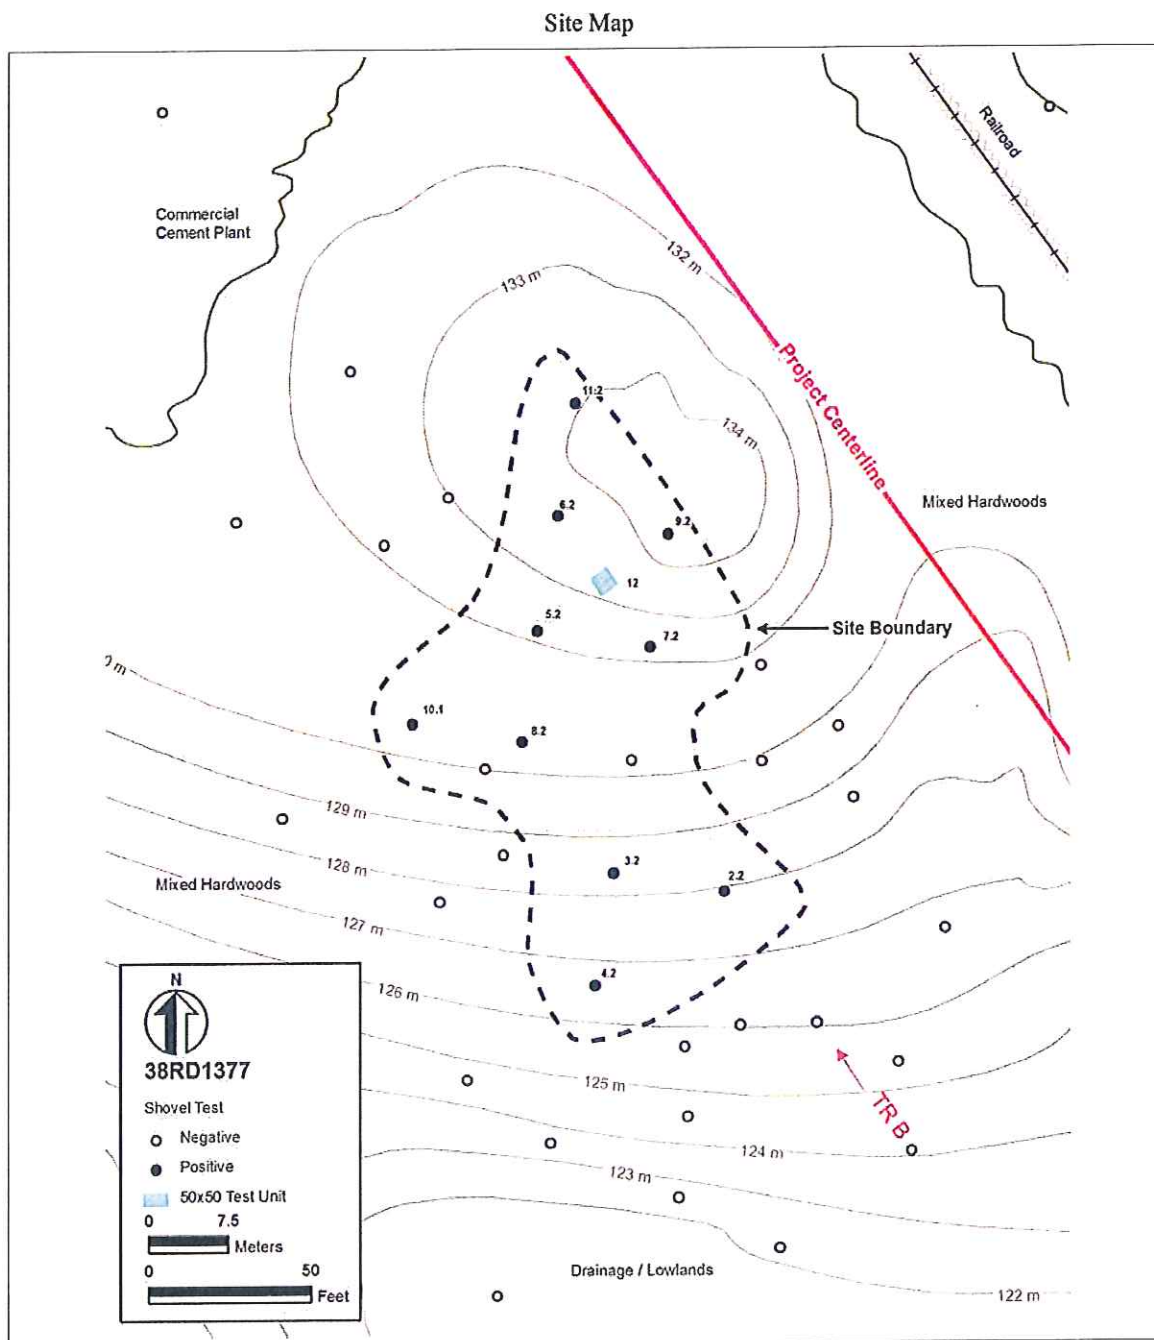 Site Map
Railroad
Commercial
Cement Plant
132 m
133 m
Project Centerline
11.2
134 m
Mixed Hardwoods
6.2
9.2
12
5.2
7.2
Site Boundary
0 m
10.1
8.2
129 m
128 m
3.2
2.2
Mixed Hardwoods
127 m
4.2
126 m
125 m
TR B
124 m
123 m
Drainage / Lowlands
122 m
N
38RD1377
Shovel Test
Negative
Positive
50x50 Test Unit
0 7.5
Meters
0 50
Feet